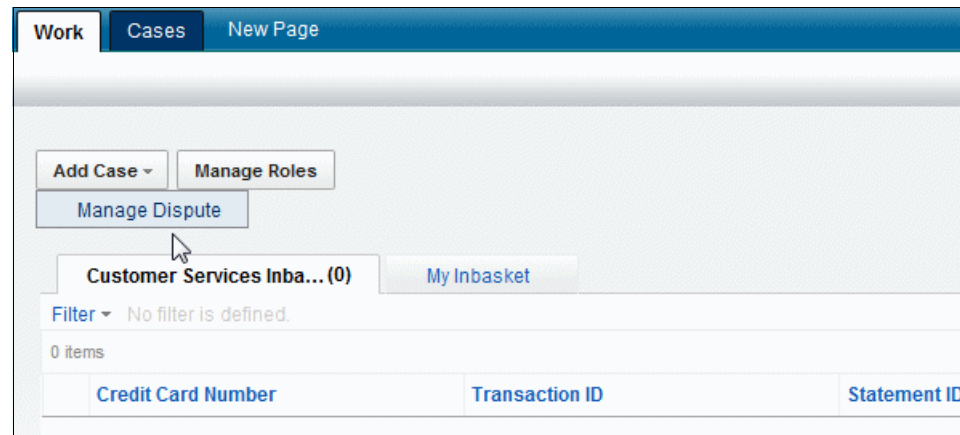 Work Cases New Page
Add Case Manage Roles
Manage Dispute
Customer Services Inba... (0) My Inbasket
Filter No filter is defined.
0 items
Credit Card Number Transaction ID Statement ID